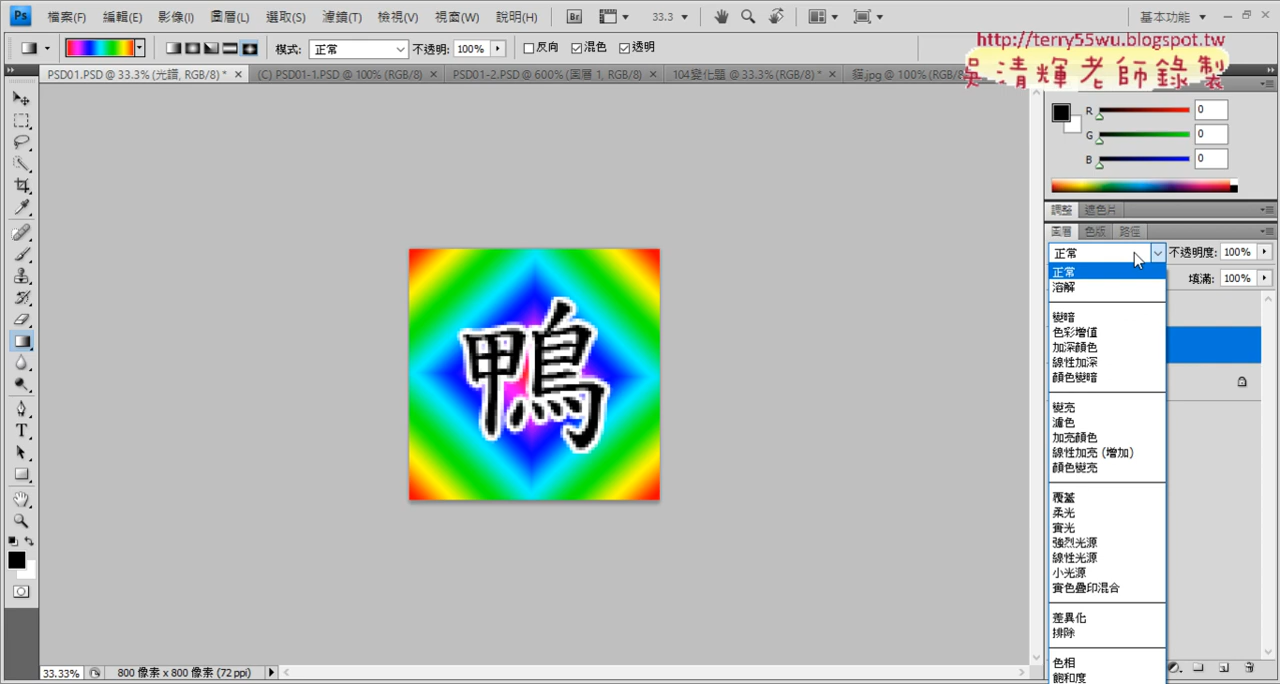 Ps 檔案(F) 編輯(E) 影像(I) 圖層(L) 選取(S) 濾鏡(T) 檢視(V) 視窗(W) 說明(H) Br 33.3 基本功能
http://terry55wu.blogspot.tw
模式: 正常 不透明: 100% 反向 混色 透明
吳清輝老師錄製
PSD01.PSD @ 33.3% (光譜, RGB/8) * × (C) PSD01-1.PSD @ 100% (RGB/8) × PSD01-2.PSD @ 600% (圖層 1, RGB/8) × 104變化題 @ 33.3% (RGB/8) * × 貓.jpg @ 100% (RGB/8)
R 0
G 0
B 0
調整 遮色片
圖層 色版 路徑
正常 不透明度: 100%
填滿: 100%
正常
溶解
變暗
色彩增值
加深顏色
線性加深
顏色變暗
變亮
濾色
加亮顏色
線性加亮 (增加)
顏色變亮
覆蓋
柔光
實光
強烈光源
線性光源
小光源
實色疊印混合
差異化
排除
色相
飽和度
鴨
T
33.33% 800 像素 x 800 像素 (72 ppi)